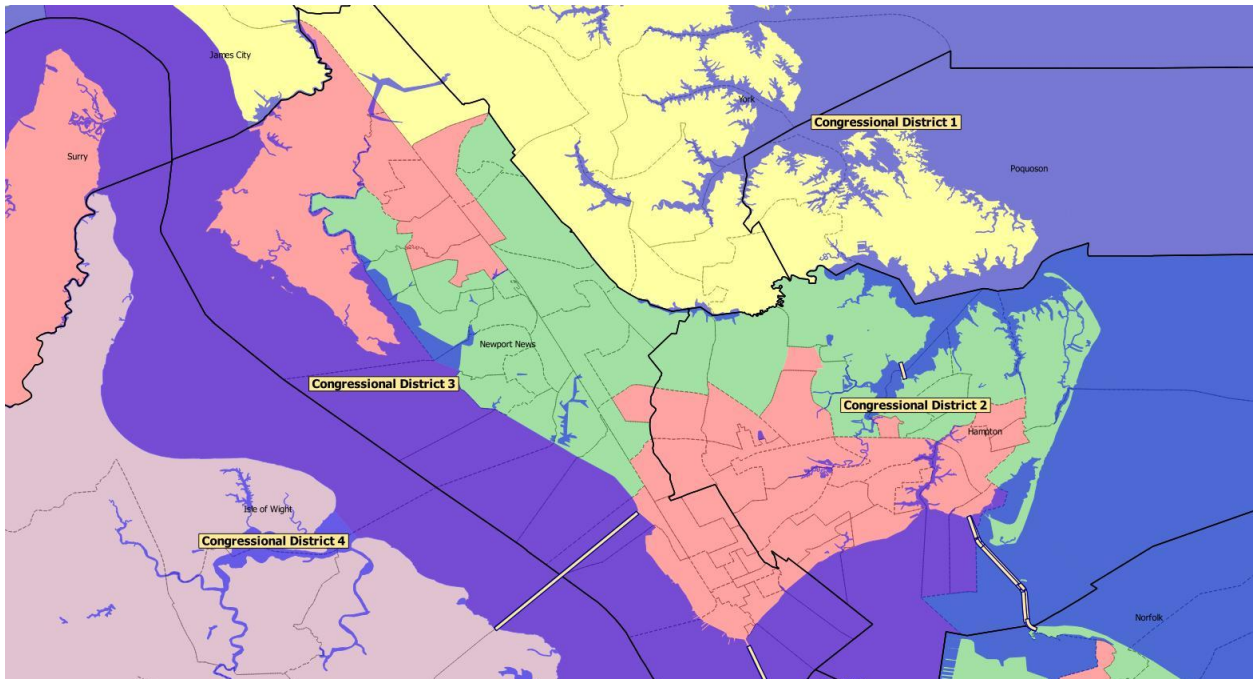 James City
York
Congressional District 1
Surry
Poquoson
Newport News
Congressional District 3
Congressional District 2
Hampton
Isle of Wight
Congressional District 4
Norfolk